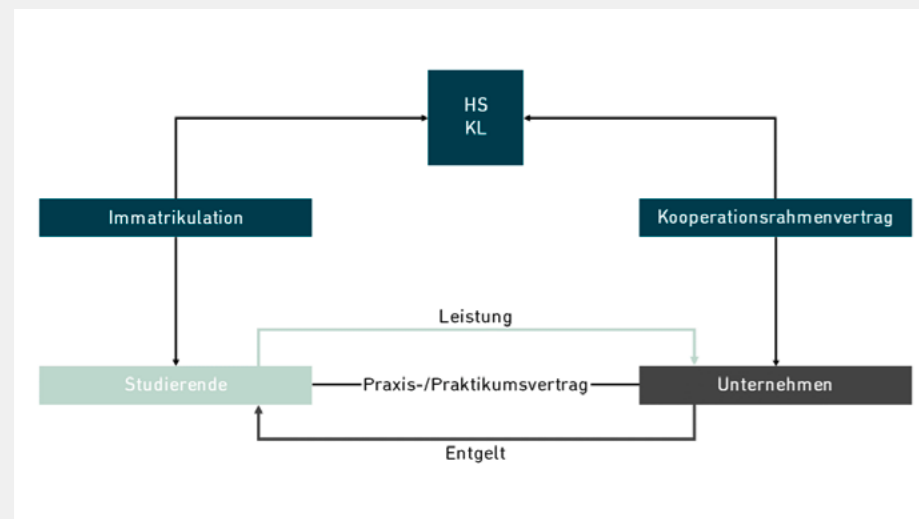 HS
KL
Immatrikulation
Kooperationsrahmenvertrag
Leistung
Studierende
Praxis-/Praktikumsvertrag
Unternehmen
Entgelt